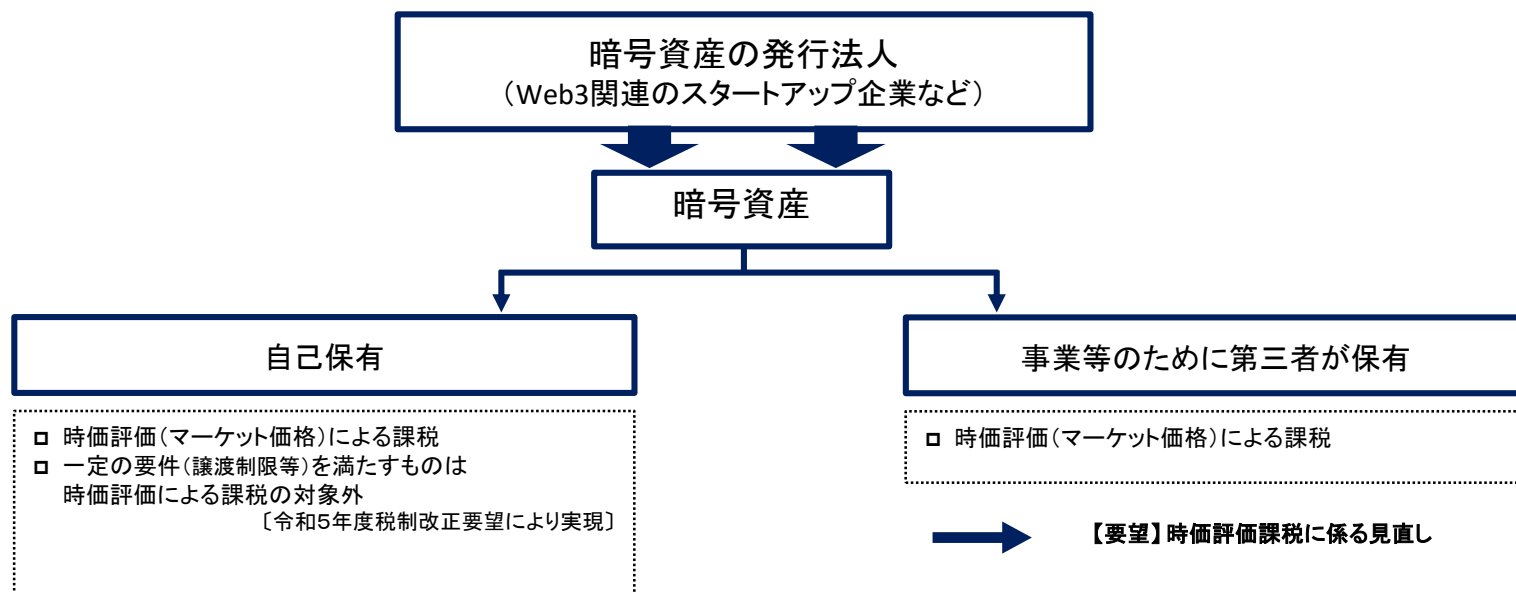 暗号資産の発行法人
（Web3関連のスタートアップ企業など）
暗号資産
自己保有
□ 時価評価（マーケット価格）による課税
□ 一定の要件（譲渡制限等）を満たすものは
時価評価による課税の対象外
〔令和5年度税制改正要望により実現〕
事業等のために第三者が保有
□ 時価評価（マーケット価格）による課税
【要望】時価評価課税に係る見直し